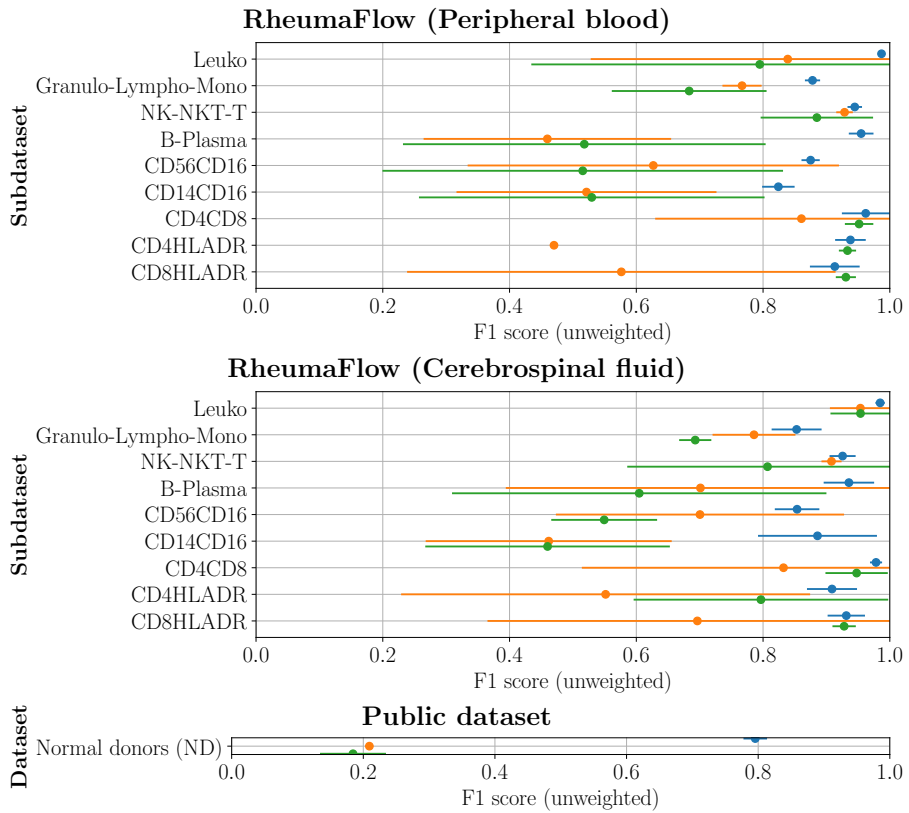 RheumaFlow (Peripheral blood)
Subdataset
Leuko
Granulo-Lympho-Mono
NK-NKT-T
B-Plasma
CD56CD16
CD14CD16
CD4CD8
CD4HLADR
CD8HLADR
0.0 0.2 0.4 0.6 0.8 1.0
F1 score (unweighted)
RheumaFlow (Cerebrospinal fluid)
Subdataset
Leuko
Granulo-Lympho-Mono
NK-NKT-T
B-Plasma
CD56CD16
CD14CD16
CD4CD8
CD4HLADR
CD8HLADR
0.0 0.2 0.4 0.6 0.8 1.0
F1 score (unweighted)
Public dataset
Dataset
Normal donors (ND)
0.0 0.2 0.4 0.6 0.8 1.0
F1 score (unweighted)